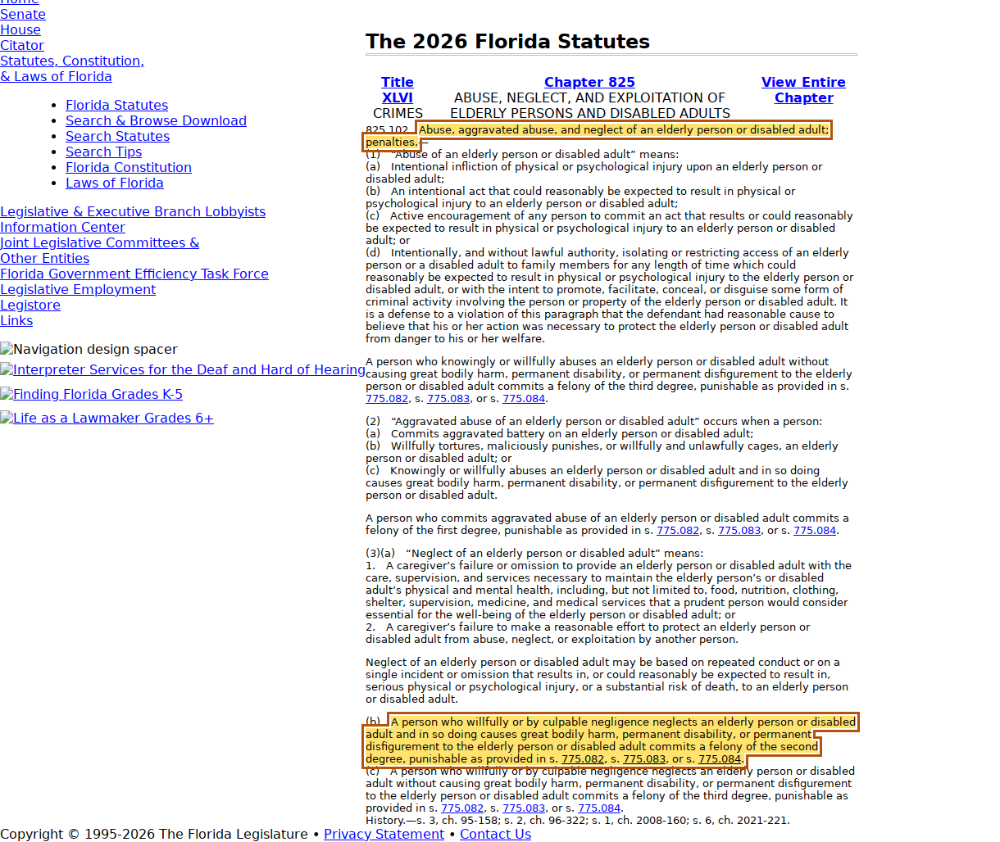 Home
Senate
House
Citator
Statutes, Constitution,
& Laws of Florida
• Florida Statutes
• Search & Browse Download
• Search Statutes
• Search Tips
• Florida Constitution
• Laws of Florida
Legislative & Executive Branch Lobbyists
Information Center
Joint Legislative Committees &
Other Entities
Florida Government Efficiency Task Force
Legislative Employment
Legistore
Links
Navigation design spacer
Interpreter Services for the Deaf and Hard of Hearing
Finding Florida Grades K-5
Life as a Lawmaker Grades 6+
The 2026 Florida Statutes
Title
XLVI
CRIMES
Chapter 825
ABUSE, NEGLECT, AND EXPLOITATION OF
ELDERLY PERSONS AND DISABLED ADULTS
View Entire
Chapter
825.102 Abuse, aggravated abuse, and neglect of an elderly person or disabled adult;
penalties.—
(1) “Abuse of an elderly person or disabled adult” means:
(a) Intentional infliction of physical or psychological injury upon an elderly person or
disabled adult;
(b) An intentional act that could reasonably be expected to result in physical or
psychological injury to an elderly person or disabled adult;
(c) Active encouragement of any person to commit an act that results or could reasonably
be expected to result in physical or psychological injury to an elderly person or disabled
adult; or
(d) Intentionally, and without lawful authority, isolating or restricting access of an elderly
person or a disabled adult to family members for any length of time which could
reasonably be expected to result in physical or psychological injury to the elderly person or
disabled adult, or with the intent to promote, facilitate, conceal, or disguise some form of
criminal activity involving the person or property of the elderly person or disabled adult. It
is a defense to a violation of this paragraph that the defendant had reasonable cause to
believe that his or her action was necessary to protect the elderly person or disabled adult
from danger to his or her welfare.
A person who knowingly or willfully abuses an elderly person or disabled adult without
causing great bodily harm, permanent disability, or permanent disfigurement to the elderly
person or disabled adult commits a felony of the third degree, punishable as provided in s.
775.082, s. 775.083, or s. 775.084.
(2) “Aggravated abuse of an elderly person or disabled adult” occurs when a person:
(a) Commits aggravated battery on an elderly person or disabled adult;
(b) Willfully tortures, maliciously punishes, or willfully and unlawfully cages, an elderly
person or disabled adult; or
(c) Knowingly or willfully abuses an elderly person or disabled adult and in so doing
causes great bodily harm, permanent disability, or permanent disfigurement to the elderly
person or disabled adult.
A person who commits aggravated abuse of an elderly person or disabled adult commits a
felony of the first degree, punishable as provided in s. 775.082, s. 775.083, or s. 775.084.
(3)(a) “Neglect of an elderly person or disabled adult” means:
1. A caregiver’s failure or omission to provide an elderly person or disabled adult with the
care, supervision, and services necessary to maintain the elderly person’s or disabled
adult’s physical and mental health, including, but not limited to, food, nutrition, clothing,
shelter, supervision, medicine, and medical services that a prudent person would consider
essential for the well-being of the elderly person or disabled adult; or
2. A caregiver’s failure to make a reasonable effort to protect an elderly person or
disabled adult from abuse, neglect, or exploitation by another person.
Neglect of an elderly person or disabled adult may be based on repeated conduct or on a
single incident or omission that results in, or could reasonably be expected to result in,
serious physical or psychological injury, or a substantial risk of death, to an elderly person
or disabled adult.
(b) A person who willfully or by culpable negligence neglects an elderly person or disabled
adult and in so doing causes great bodily harm, permanent disability, or permanent
disfigurement to the elderly person or disabled adult commits a felony of the second
degree, punishable as provided in s. 775.082, s. 775.083, or s. 775.084.
(c) A person who willfully or by culpable negligence neglects an elderly person or disabled
adult without causing great bodily harm, permanent disability, or permanent disfigurement
to the elderly person or disabled adult commits a felony of the third degree, punishable as
provided in s. 775.082, s. 775.083, or s. 775.084.
History.—s. 3, ch. 95-158; s. 2, ch. 96-322; s. 1, ch. 2008-160; s. 6, ch. 2021-221.
Copyright © 1995-2026 The Florida Legislature • Privacy Statement • Contact Us